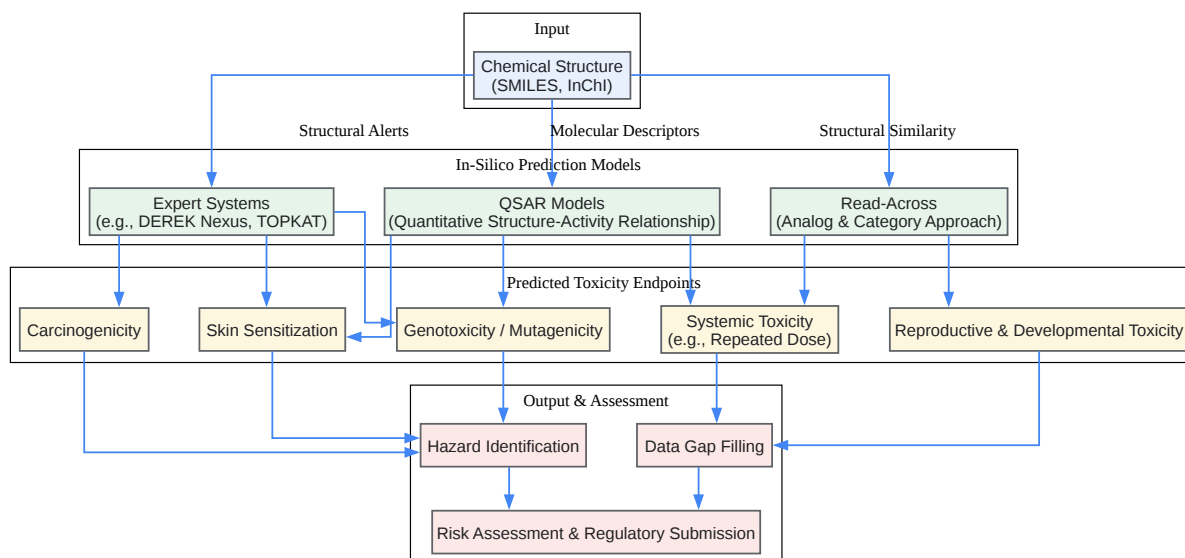 Input
Chemical Structure
(SMILES, InChI)
Structural Alerts
Molecular Descriptors
Structural Similarity
In-Silico Prediction Models
Expert Systems
(e.g., DEREK Nexus, TOPKAT)
QSAR Models
(Quantitative Structure-Activity Relationship)
Read-Across
(Analog & Category Approach)
Predicted Toxicity Endpoints
Carcinogenicity
Skin Sensitization
Genotoxicity / Mutagenicity
Systemic Toxicity
(e.g., Repeated Dose)
Reproductive & Developmental Toxicity
Output & Assessment
Hazard Identification
Data Gap Filling
Risk Assessment & Regulatory Submission